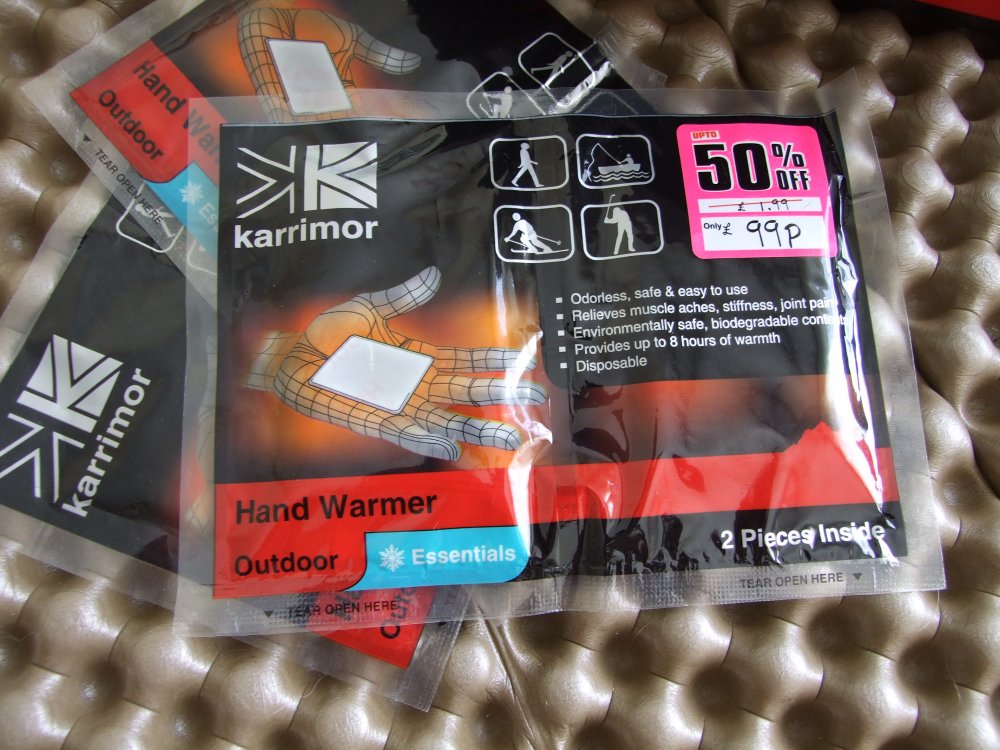 Hand Wa
Outdoor
TEAR OPEN HERE
Es
karrimor
UPTO
50% OFF
£ 1.99
Only £ 99p
karrimor
Odorless, safe & easy to use
Relieves muscle aches, stiffness, joint pain
Environmentally safe, biodegradable contents
Provides up to 8 hours of warmth
Disposable
Hand Warmer
Outdoor
Essentials
2 Pieces Inside
TEAR OPEN HERE
TEAR OPEN HERE